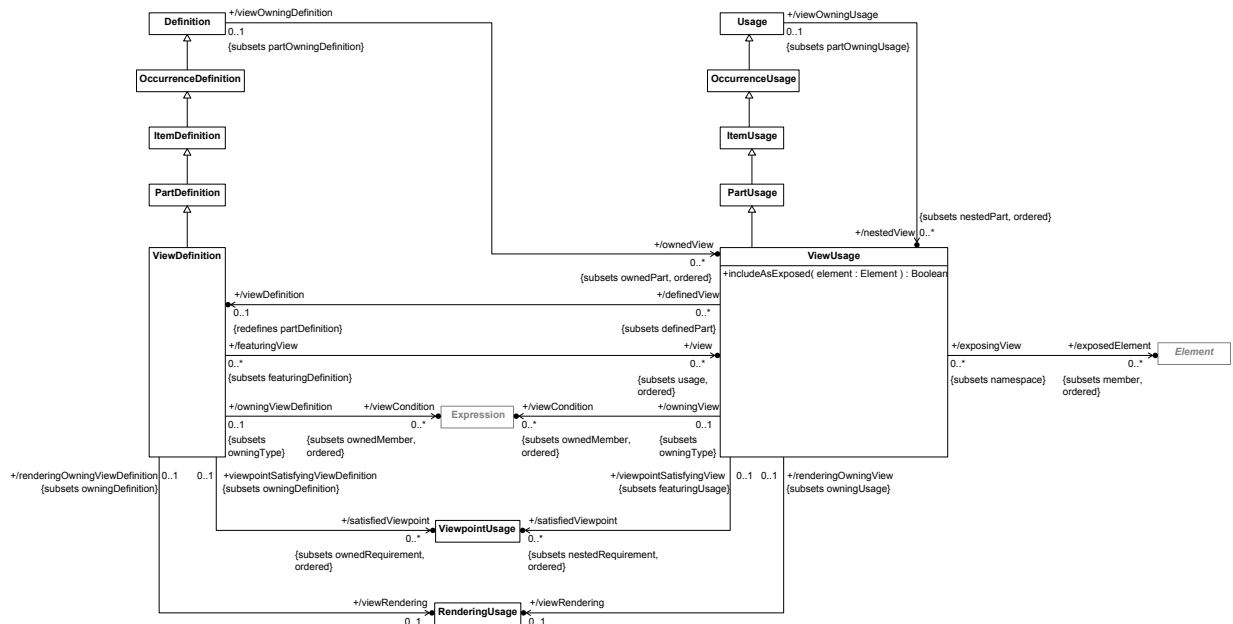 Definition
+/viewOwningDefinition
0..1
{subsets partOwningDefinition}
Usage
+/viewOwningUsage
0..1
{subsets partOwningUsage}
OccurrenceDefinition
OccurrenceUsage
ItemDefinition
ItemUsage
PartDefinition
PartUsage
{subsets nestedPart, ordered}
+/nestedView 0..*
ViewDefinition
+/ownedView
0..*
{subsets ownedPart, ordered}
ViewUsage
+includeAsExposed( element : Element ) : Boolean
+/viewDefinition
0..1
{redefines partDefinition}
+/definedView
0..*
{subsets definedPart}
+/featuringView
0..*
{subsets featuringDefinition}
+/view
0..*
{subsets usage,
ordered}
+/exposingView
0..*
{subsets namespace}
+/exposedElement
0..*
{subsets member,
ordered}
Element
+/owningViewDefinition
0..1
{subsets
owningType}
+/viewCondition
0..*
{subsets ownedMember,
ordered}
Expression
+/viewCondition
0..*
{subsets ownedMember,
ordered}
+/owningView
0..1
{subsets
owningType}
+/renderingOwningViewDefinition 0..1
{subsets owningDefinition}
0..1 +viewpointSatisfyingViewDefinition
{subsets owningDefinition}
+/viewpointSatisfyingView 0..1
{subsets featuringUsage}
0..1 +/renderingOwningView
{subsets owningUsage}
+/satisfiedViewpoint
0..*
{subsets ownedRequirement,
ordered}
ViewpointUsage
+/satisfiedViewpoint
0..*
{subsets nestedRequirement,
ordered}
+/viewRendering
0..1
RenderingUsage
+/viewRendering
0..1